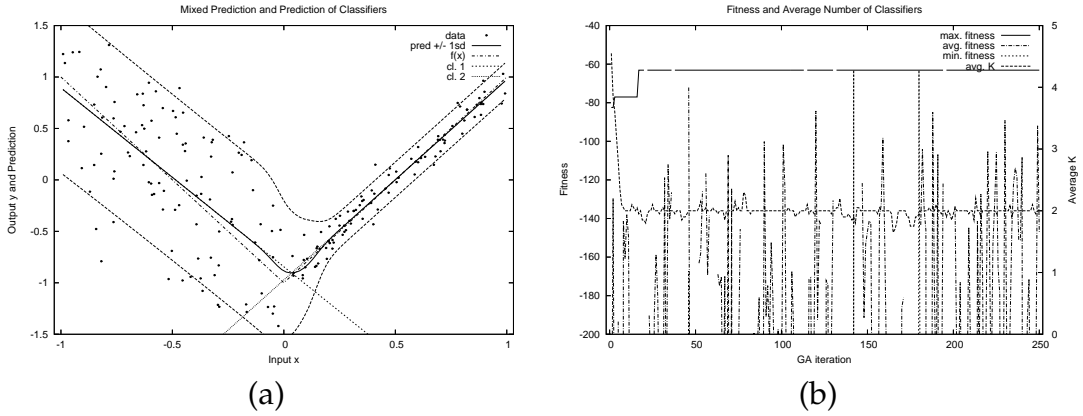 Mixed Prediction and Prediction of Classifiers
data
pred +/- 1sd
f(x)
cl. 1
cl. 2
Output y and Prediction
1.5
1
0.5
0
-0.5
-1
-1.5
-1
-0.5
0
0.5
1
Input x
(a)
Fitness and Average Number of Classifiers
max. fitness
avg. fitness
min. fitness
avg. K
Fitness
-40
-60
-80
-100
-120
-140
-160
-180
-200
0
50
100
150
200
250
GA iteration
5
4
3
2
1
0
Average K
(b)